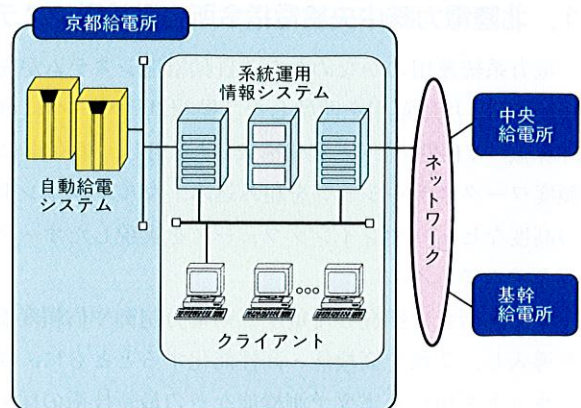 京都給電所
系統運用
情報システム
自動給電
システム
クライアント
ネットワーク
中央
給電所
基幹
給電所